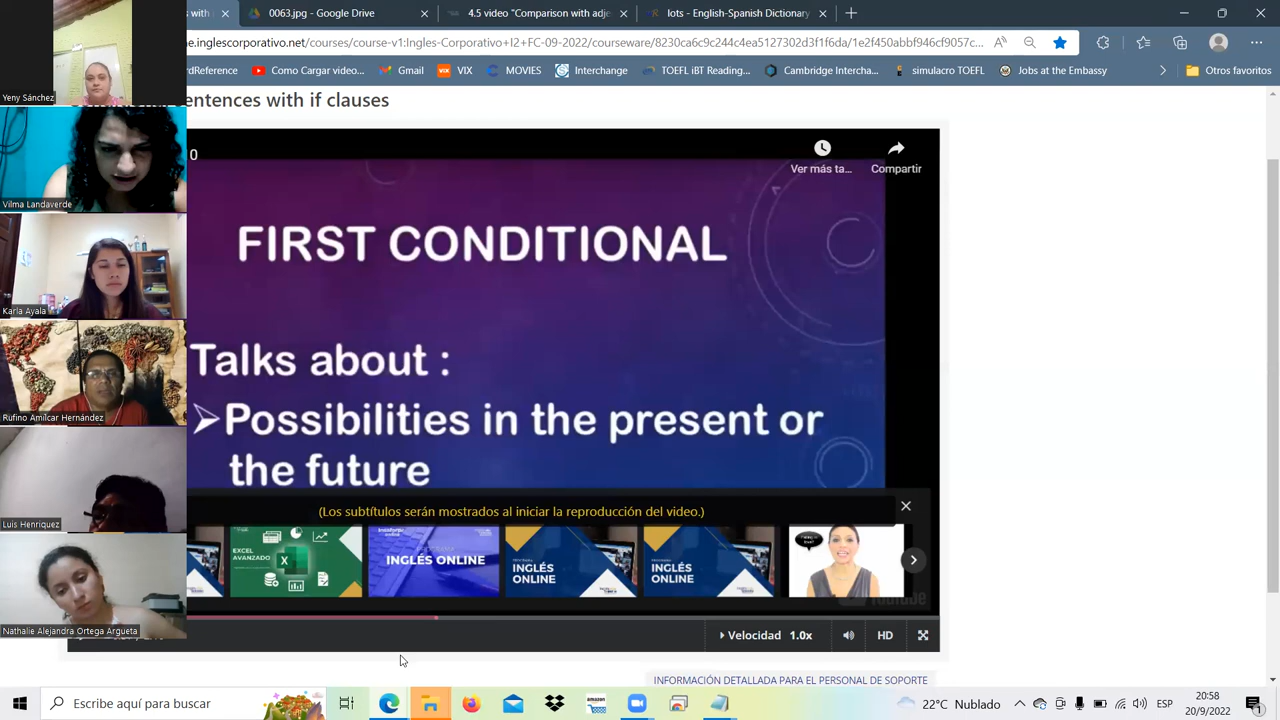 s with
0063.jpg - Google Drive
4.5 video "Comparison with adje
lots - English-Spanish Dictionary
e.inglescorporativo.net/courses/course-v1:Ingles-Corporativo+I2+FC-09-2022/courseware/8230ca6c9c244c4ea5127302d3f1f6da/1e2f450abbf946cf9057c...
rdReference
Como Cargar video...
Gmail
VIX
MOVIES
Interchange
TOEFL iBT Reading...
Cambridge Intercha...
simulacro TOEFL
Jobs at the Embassy
Otros favoritos
entences with if clauses
Yeny Sánchez
Vilma Landaverde
Karla Ayala
Rufino Amilcar Hernández
Luis Henriquez
Nathalie Alejandra Ortega Argueta
0
Ver más ta...
Compartir
FIRST CONDITIONAL
Talks about :
Possibilities in the present or
the future
(Los subtítulos serán mostrados al iniciar la reproducción del video.)
EXCEL
AVANZADO
INGLÉS ONLINE
INGLÉS
ONLINE
INGLÉS
ONLINE
Velocidad 1.0x
HD
INFORMACIÓN DETALLADA PARA EL PERSONAL DE SOPORTE
Escribe aquí para buscar
22°C Nublado
ESP
20:58
20/9/2022